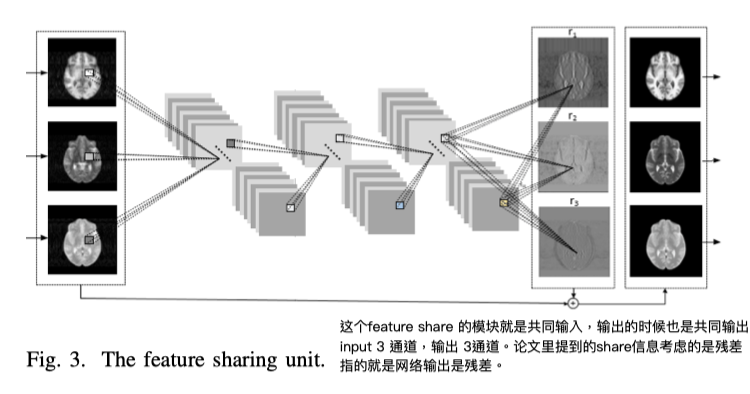 r₁
r₂
r₃
+
这个feature share 的模块就是共同输入，输出的时候也是共同输出
input 3 通道，输出 3通道。论文里提到的share信息考虑的是残差
指的就是网络输出是残差。
Fig. 3. The feature sharing unit.